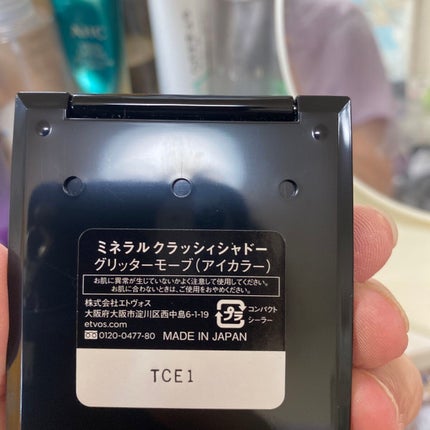 ミネラルクラッシィシャドー
グリッターモーブ(アイカラー)
お肌に異常が生じていないかよく注意して使用してください。
お肌に合わないときは、ご使用をおやめください。
株式会社エトヴォス
大阪府大阪市淀川区西中島6-1-19
etvos.com
0120-0477-80 MADE IN JAPAN
プラ
コンパクト
シーラー
TCE1